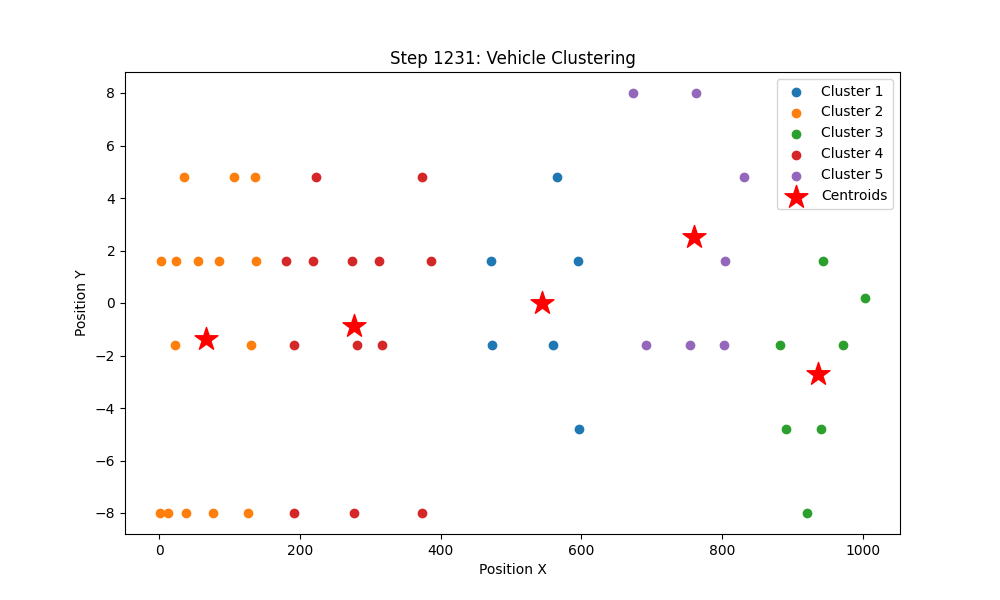 Step 1231: Vehicle Clustering
Cluster 1
Cluster 2
Cluster 3
Cluster 4
Cluster 5
Centroids
Position Y
8
6
4
2
0
−2
−4
−6
−8
0 200 400 600 800 1000
Position X